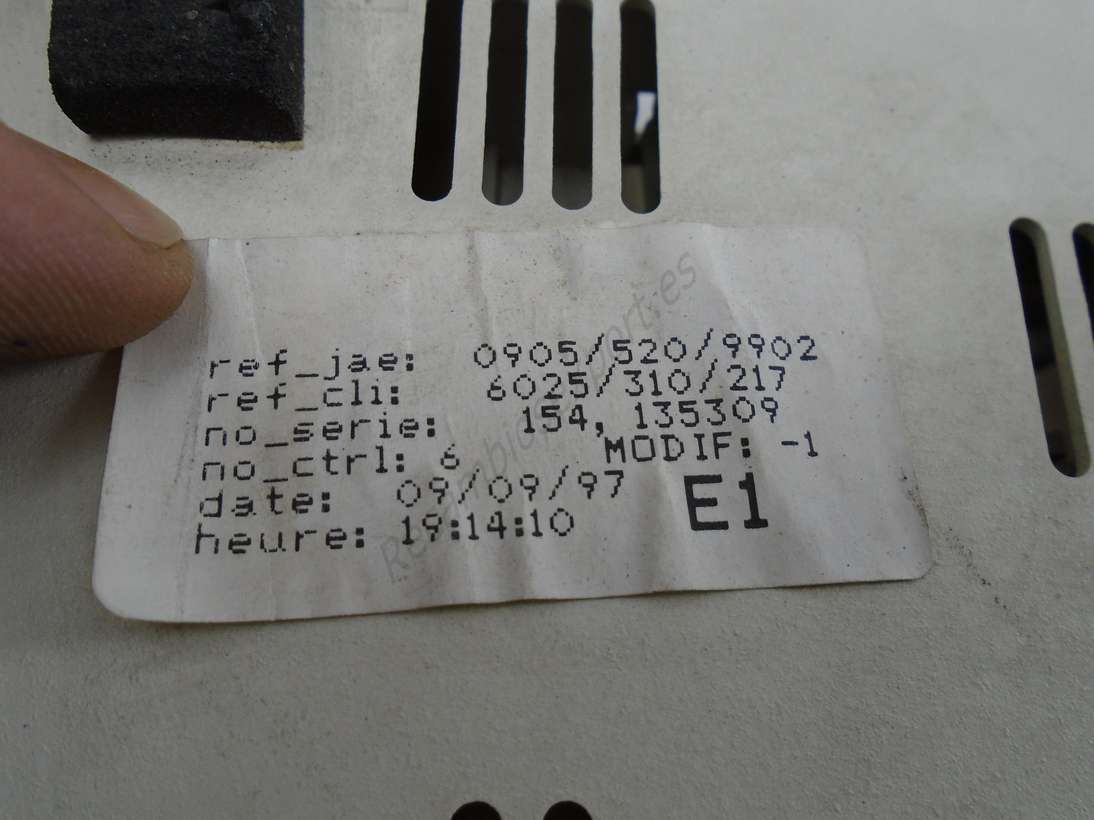 ref_jae: 0905/520/9902
ref_cli: 6025/310/217
no_serie: 154, 135309
no_ctrl: 6 MODIF: -1
date: 09/09/97
heure: 19:14:10 E1